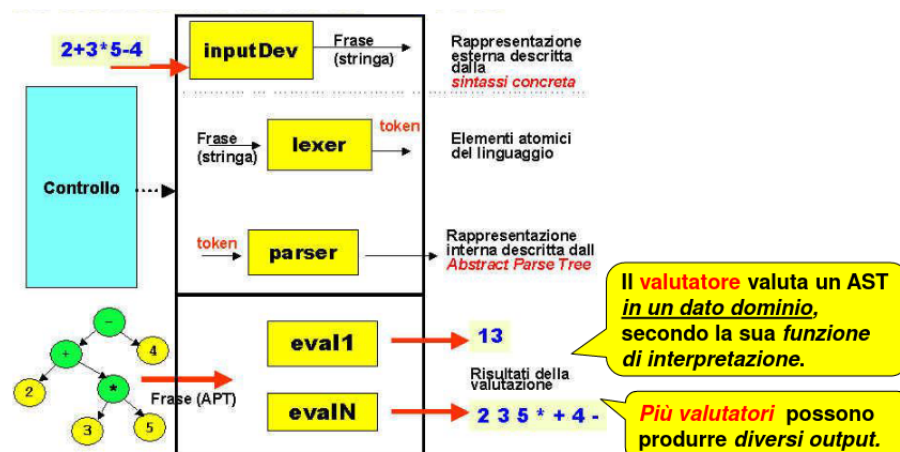 2+3*5-4
inputDev
Frase
(stringa)
Rappresentazione
esterna descritta
dalla
sintassi concreta
Controllo
Frase
(stringa)
lexer
token
Elementi atomici
del linguaggio
token
parser
Rappresentazione
interna descritta dall
Abstract Parse Tree
-
+
4
2
*
3
5
Frase (APT)
eval1
13
Risultati della
valutazione
evalN
2 3 5 * + 4 -
Il valutatore valuta un AST
in un dato dominio,
secondo la sua funzione
di interpretazione.
Più valutatori possono
produrre diversi output.